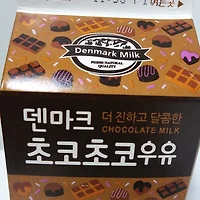 Denmark Milk
FRESH NATURAL
QUALITY
덴마크 더 진하고 달콤한
CHOCOLATE MILK
초코초코우유